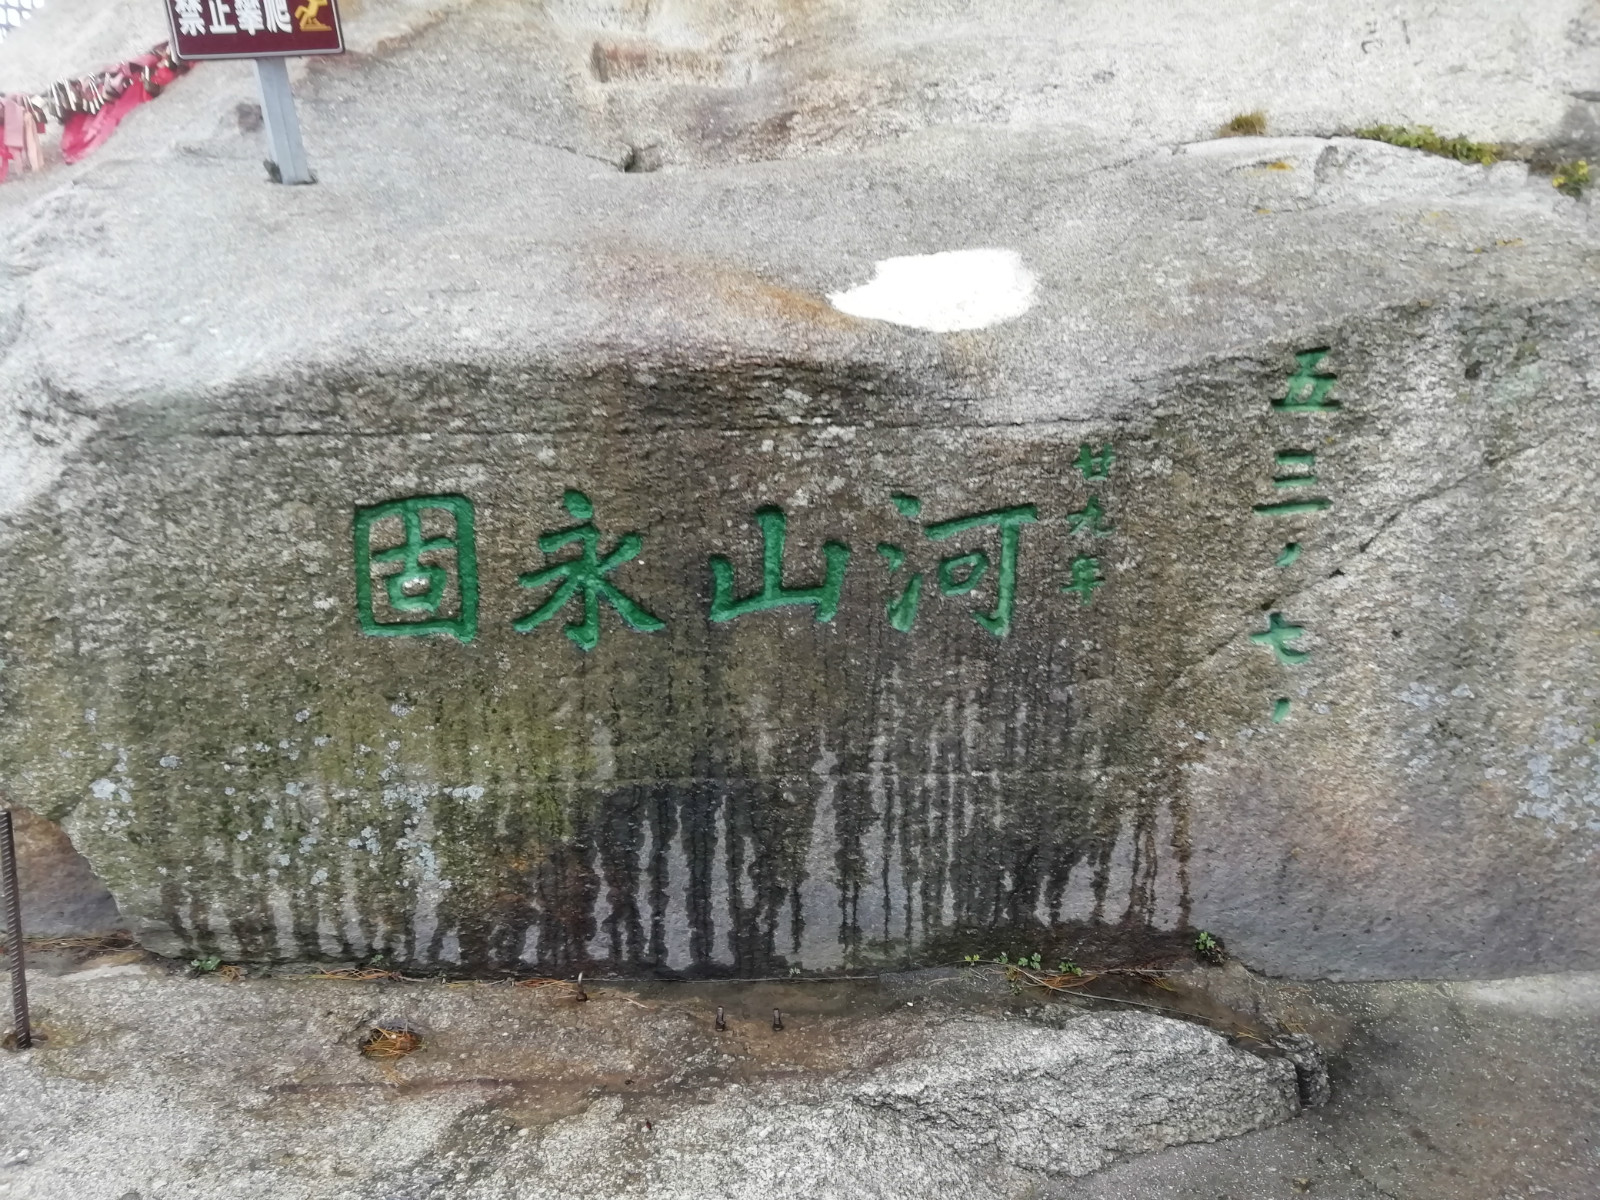 禁止攀爬
五三、七、
廿九年
河山永固